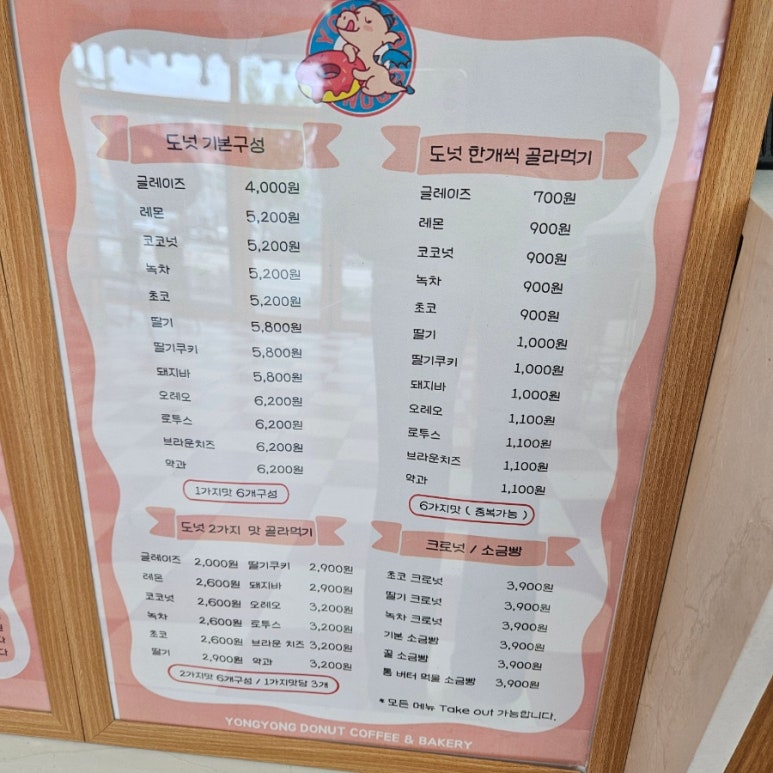 도넛 기본구성
글레이즈 4,000원
레몬 5,200원
코코넛 5,200원
녹차 5,200원
초코 5,200원
딸기 5,800원
딸기쿠키 5,800원
돼지바 5,800원
오레오 6,200원
로투스 6,200원
브라운치즈 6,200원
약과 6,200원
1가지맛 6개구성
도넛 한개씩 골라먹기
글레이즈 700원
레몬 900원
코코넛 900원
녹차 900원
초코 900원
딸기 1,000원
딸기쿠키 1,000원
돼지바 1,000원
오레오 1,100원
로투스 1,100원
브라운치즈 1,100원
약과 1,100원
6가지맛 ( 중복가능 )
도넛 2가지 맛 골라먹기
글레이즈 2,000원 딸기쿠키 2,900원
레몬 2,600원 돼지바 2,900원
코코넛 2,600원 오레오 3,200원
녹차 2,600원 로투스 3,200원
초코 2,600원 브라운 치즈 3,200원
딸기 2,900원 약과 3,200원
2가지맛 6개구성 / 1가지맛당 3개
크로넛 / 소금빵
초코 크로넛 3,900원
딸기 크로넛 3,900원
녹차 크로넛 3,900원
기본 소금빵 3,900원
꿀 소금빵 3,900원
통 버터 먹물 소금빵 3,900원
* 모든 메뉴 Take out 가능합니다.
YONGYONG DONUT COFFEE & BAKERY